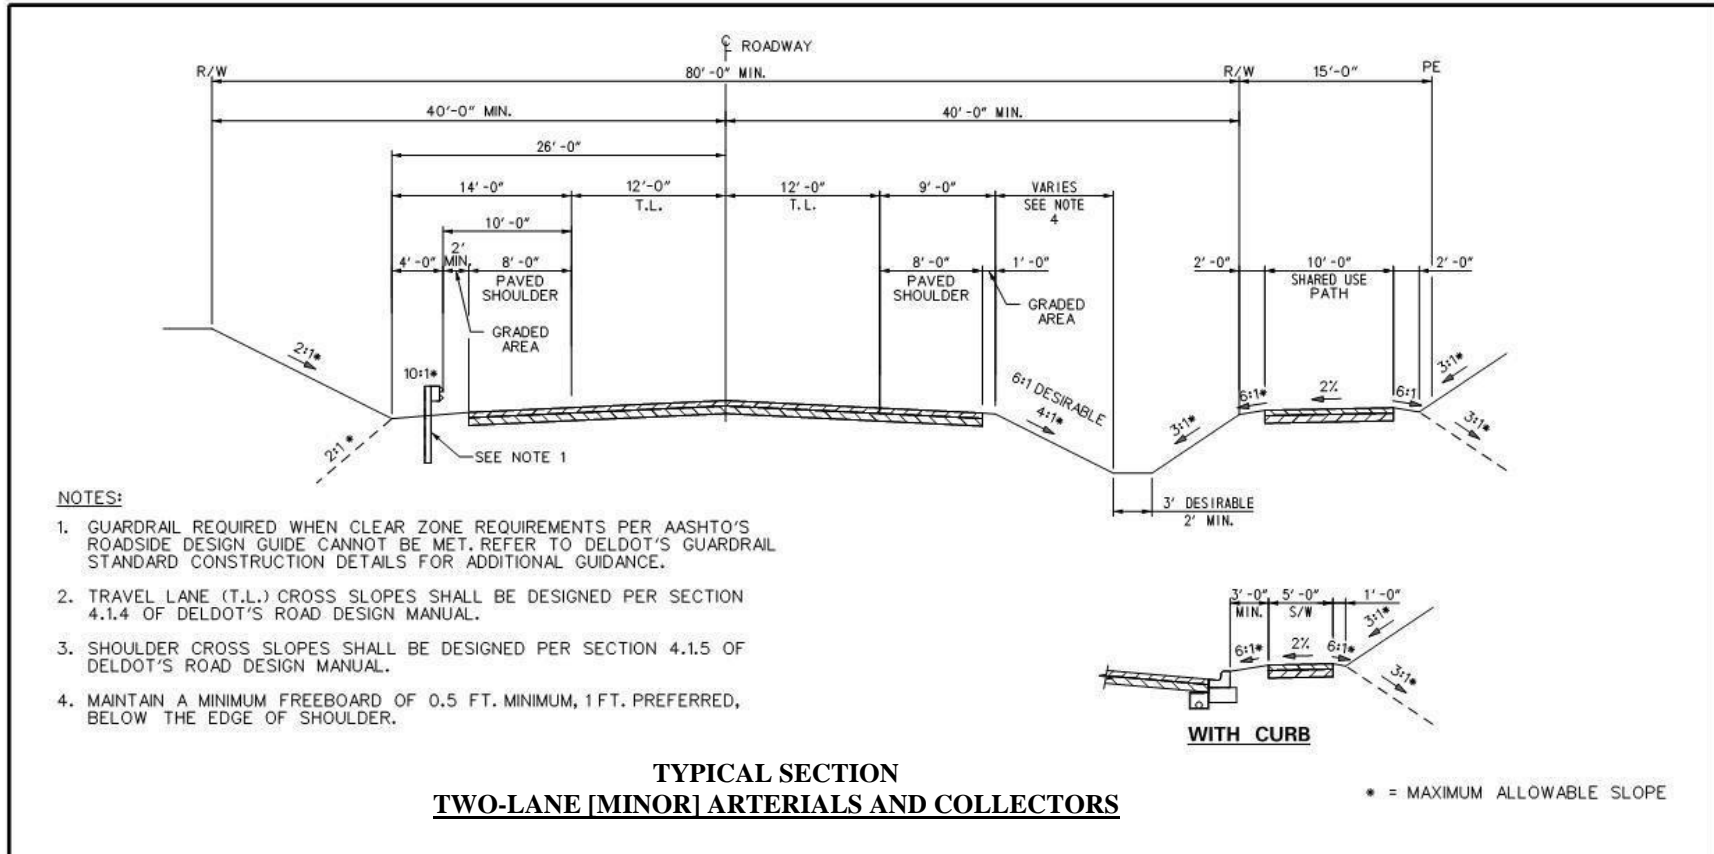 ℄ ROADWAY
R/W
80'-0" MIN.
R/W
15'-0"
PE
40'-0" MIN.
40'-0" MIN.
26'-0"
14'-0"
12'-0"
T.L.
12'-0"
T.L.
9'-0"
VARIES
SEE NOTE
4
10'-0"
4'-0"
2'
MIN.
8'-0"
PAVED
SHOULDER
8'-0"
PAVED
SHOULDER
1'-0"
2'-0"
10'-0"
SHARED USE
PATH
2'-0"
GRADED
AREA
GRADED
AREA
2:1*
10:1*
2:1*
SEE NOTE 1
6:1 DESIRABLE
4:1*
3:1*
6:1*
2%
6:1
3:1*
3:1*
3' DESIRABLE
2' MIN.
NOTES:
1. GUARDRAIL REQUIRED WHEN CLEAR ZONE REQUIREMENTS PER AASHTO'S
ROADSIDE DESIGN GUIDE CANNOT BE MET. REFER TO DELDOT'S GUARDRAIL
STANDARD CONSTRUCTION DETAILS FOR ADDITIONAL GUIDANCE.
2. TRAVEL LANE (T.L.) CROSS SLOPES SHALL BE DESIGNED PER SECTION
4.1.4 OF DELDOT'S ROAD DESIGN MANUAL.
3. SHOULDER CROSS SLOPES SHALL BE DESIGNED PER SECTION 4.1.5 OF
DELDOT'S ROAD DESIGN MANUAL.
4. MAINTAIN A MINIMUM FREEBOARD OF 0.5 FT. MINIMUM, 1 FT. PREFERRED,
BELOW THE EDGE OF SHOULDER.
3'-0"
MIN.
5'-0"
S/W
1'-0"
6:1*
2%
6:1*
3:1*
3:1*
WITH CURB
TYPICAL SECTION
TWO-LANE [MINOR] ARTERIALS AND COLLECTORS
* = MAXIMUM ALLOWABLE SLOPE